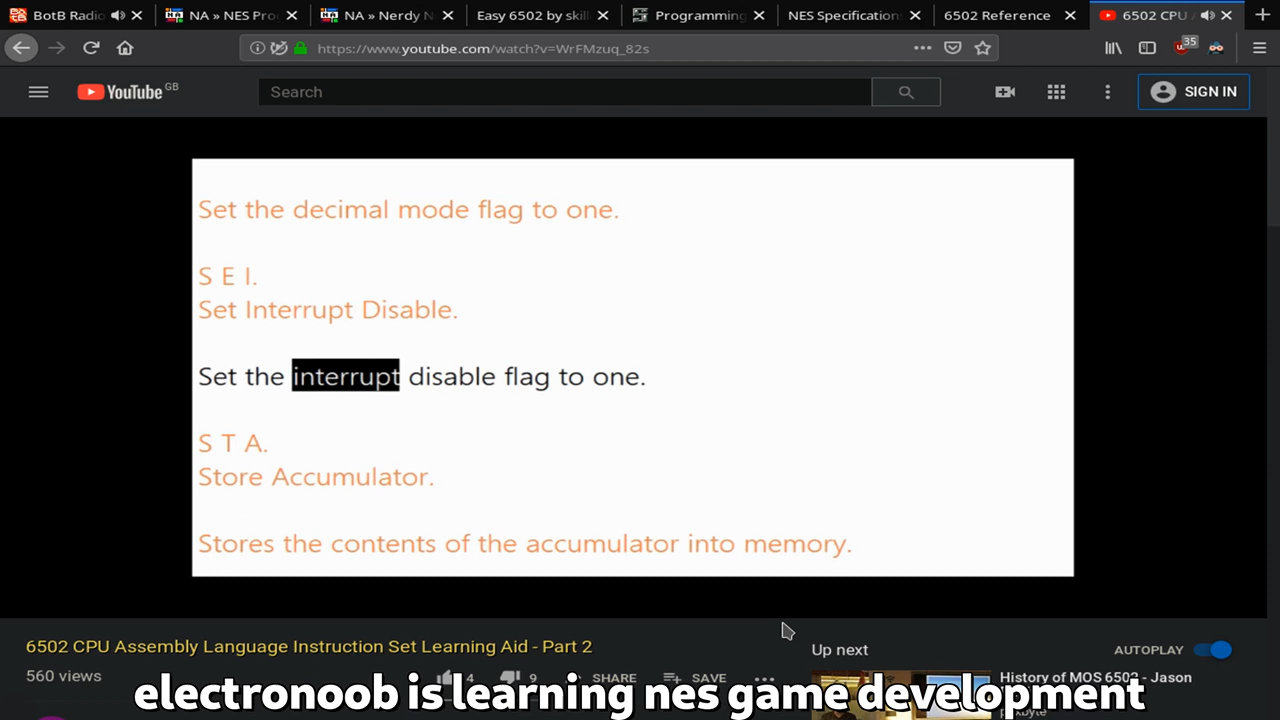 BotB Radio
NA » NES Pro
NA » Nerdy N
Easy 6502 by skil
Programming
NES Specification
6502 Reference
6502 CPU A
https://www.youtube.com/watch?v=WrFMzuq_82s
35
YouTube GB
Search
SIGN IN
Set the decimal mode flag to one.
S E I.
Set Interrupt Disable.
Set the interrupt disable flag to one.
S T A.
Store Accumulator.
Stores the contents of the accumulator into memory.
6502 CPU Assembly Language Instruction Set Learning Aid - Part 2
Up next
AUTOPLAY
560 views
4
9
SHARE
SAVE
History of MOS 6502 - Jason
electronoob is learning nes game development